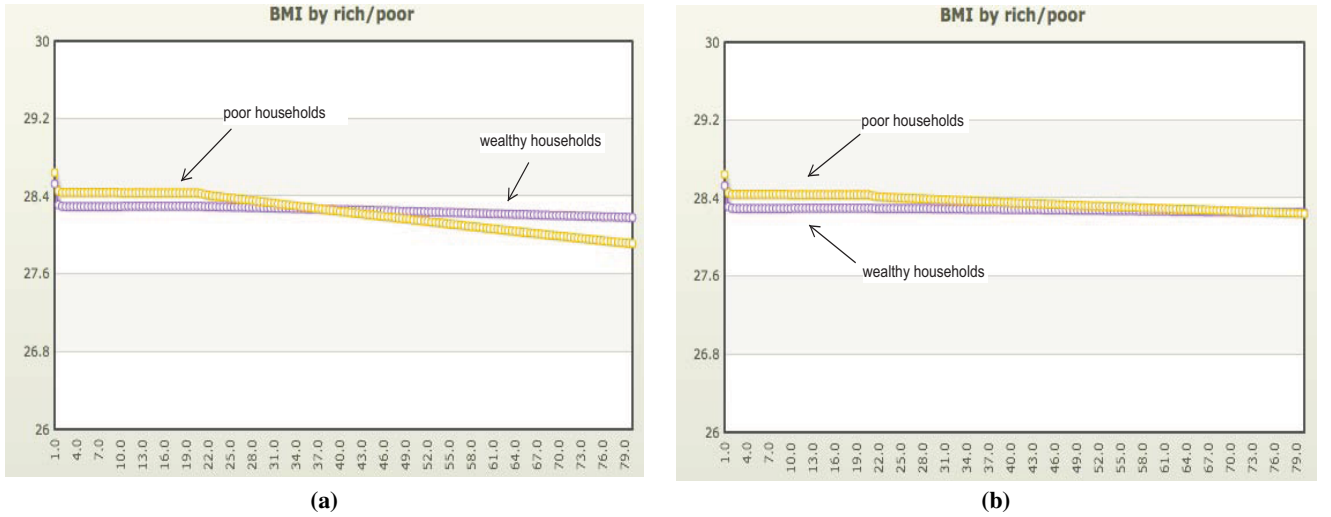 BMI by rich/poor
30
29.2
28.4
27.6
26.8
26
poor households
wealthy households
1.0 4.0 7.0 10.0 13.0 16.0 19.0 22.0 25.0 28.0 31.0 34.0 37.0 40.0 43.0 46.0 49.0 52.0 55.0 58.0 61.0 64.0 67.0 70.0 73.0 76.0 79.0
(a)
BMI by rich/poor
30
29.2
28.4
27.6
26.8
26
poor households
wealthy households
1.0 4.0 7.0 10.0 13.0 16.0 19.0 22.0 25.0 28.0 31.0 34.0 37.0 40.0 43.0 46.0 49.0 52.0 55.0 58.0 61.0 64.0 67.0 70.0 73.0 76.0 79.0
(b)